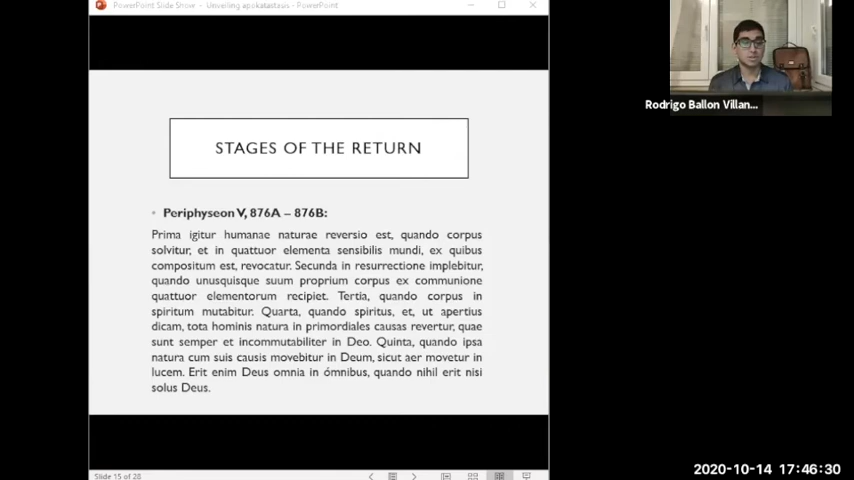 PowerPoint Slide Show - Unveiling apokatastasis - PowerPoint
STAGES OF THE RETURN
• Periphyseon V, 876A – 876B:
Prima igitur humanae naturae reversio est, quando corpus
solvitur, et in quattuor elementa sensibilis mundi, ex quibus
compositum est, revocatur. Secunda in resurrectione implebitur,
quando unusquisque suum proprium corpus ex communione
quattuor elementorum recipiet. Tertia, quando corpus in
spiritum mutabitur. Quarta, quando spiritus, et, ut apertius
dicam, tota hominis natura in primordiales causas revertur, quae
sunt semper et incommutabiliter in Deo. Quinta, quando ipsa
natura cum suis causis movebitur in Deum, sicut aer movetur in
lucem. Erit enim Deus omnia in ómnibus, quando nihil erit nisi
solus Deus.
Slide 15 of 28
Rodrigo Ballon Villan...
2020-10-14 17:46:30